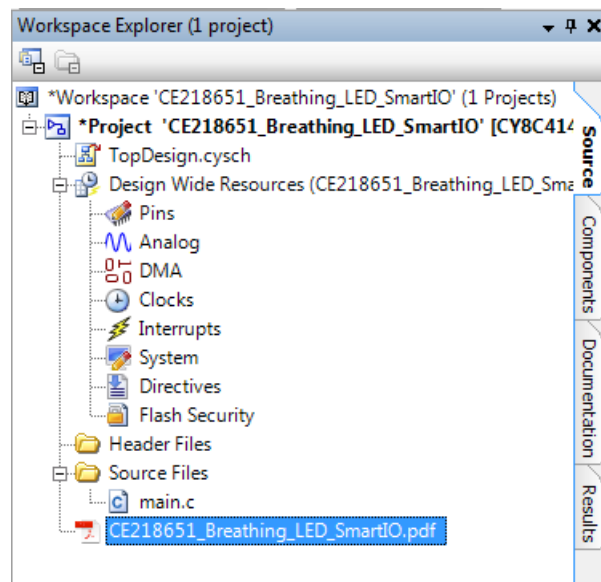 Workspace Explorer (1 project)
*Workspace 'CE218651_Breathing_LED_SmartIO' (1 Projects)
*Project 'CE218651_Breathing_LED_SmartIO' [CY8C414
TopDesign.cysch
Design Wide Resources (CE218651_Breathing_LED_Sma
Pins
Analog
DMA
Clocks
Interrupts
System
Directives
Flash Security
Header Files
Source Files
main.c
CE218651_Breathing_LED_SmartIO.pdf
Source
Components
Documentation
Results